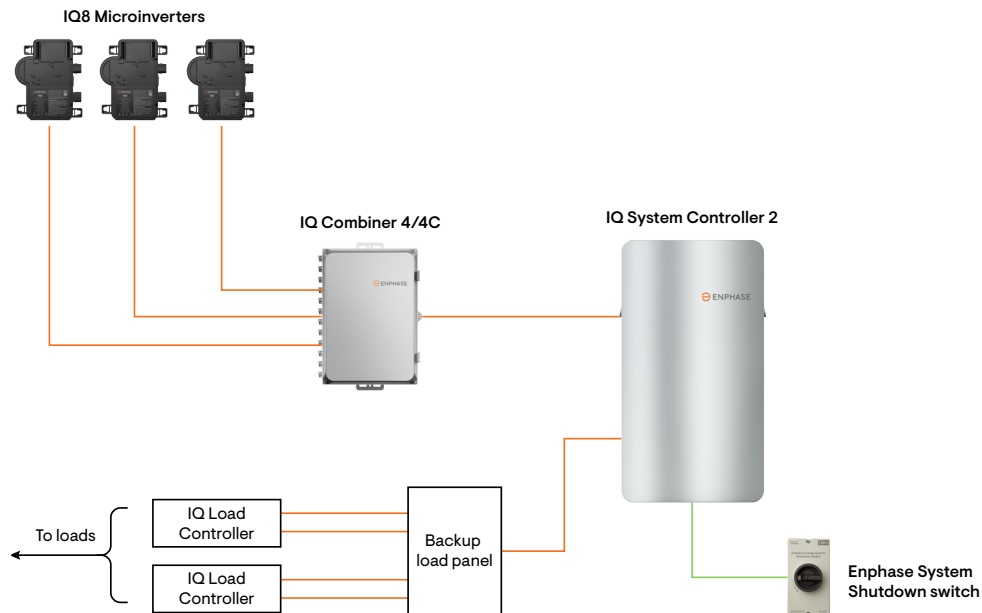 IQ8 Microinverters
IQ Combiner 4/4C
IQ System Controller 2
ENPHASE
ENPHASE
To loads
IQ Load
Controller
IQ Load
Controller
Backup
load panel
Enphase System
Shutdown switch